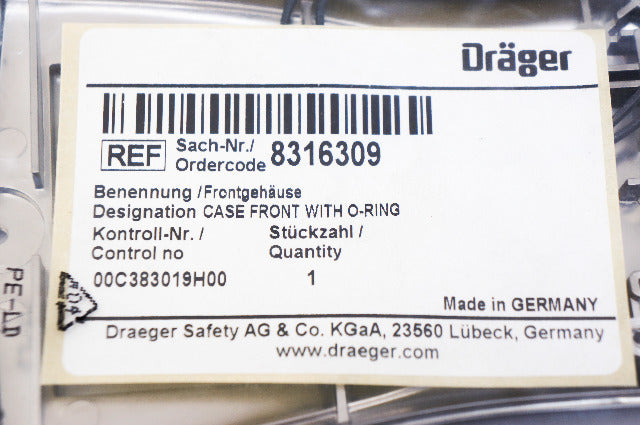 Dräger
REF Sach-Nr./
Ordercode 8316309
Benennung /Frontgehäuse
Designation CASE FRONT WITH O-RING
Kontroll-Nr. / Stückzahl /
Control no Quantity
00C383019H00 1
Made in GERMANY
Draeger Safety AG & Co. KGaA, 23560 Lübeck, Germany
www.draeger.com
PE-LD